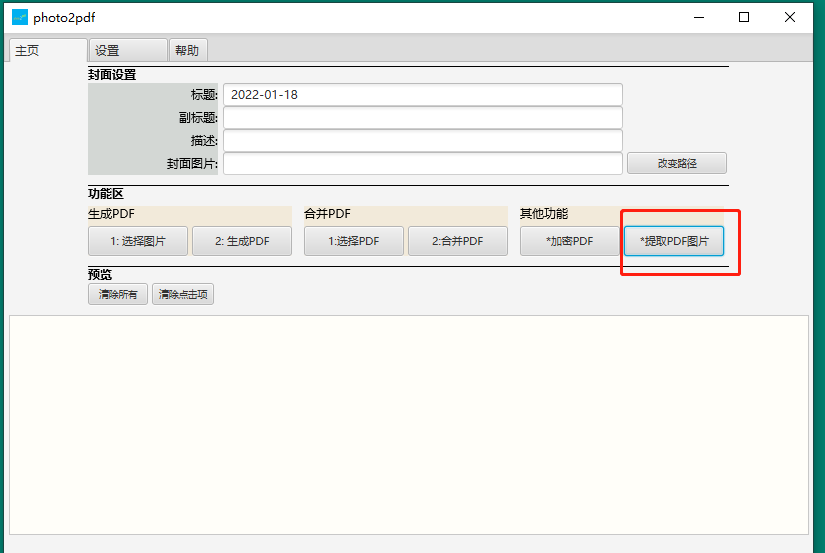 photo2pdf
主页 设置 帮助
封面设置
标题: 2022-01-18
副标题:
描述:
封面图片: 改变路径
功能区
生成PDF 合并PDF 其他功能
1: 选择图片 2: 生成PDF 1:选择PDF 2:合并PDF *加密PDF *提取PDF图片
预览
清除所有 清除点击项